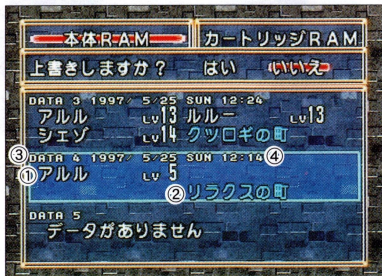 本体RAM カートリッジRAM
上書きしますか? はい いいえ
DATA 3 1997/ 5/25 SUN 12:24
アルル LV13 ルルー LV13
シェゾ LV14 クツロギの町
③ DATA 4 1997/ 5/25 SUN 12:14 ④
① アルル LV 5
② リラクスの町
DATA 5
データがありません